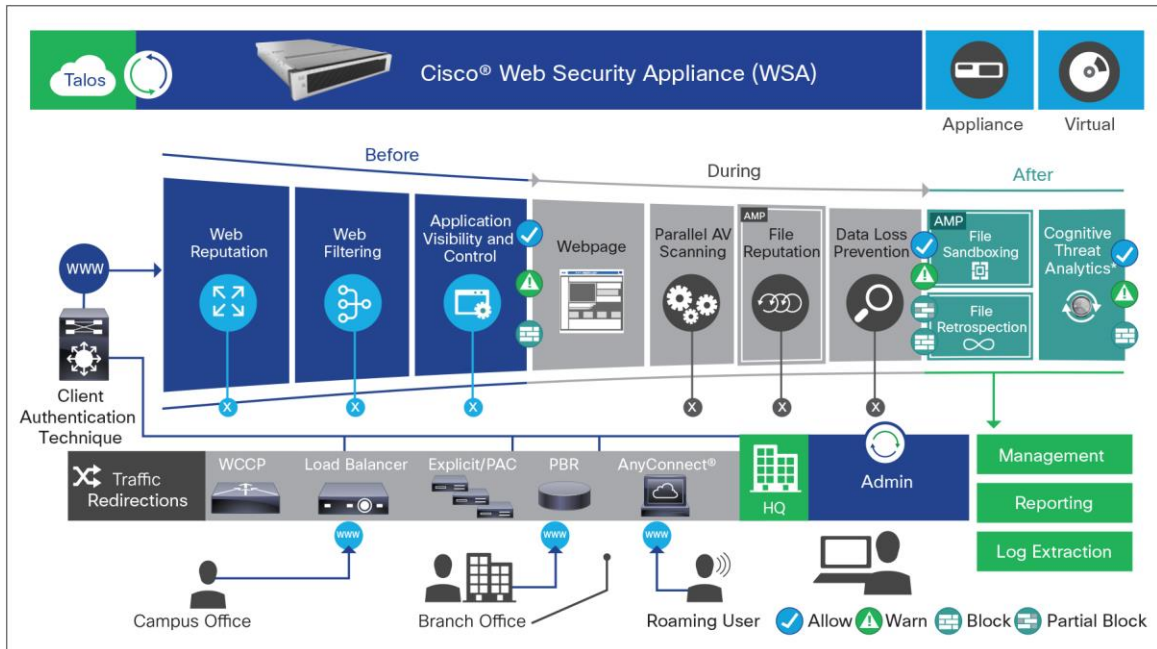 Talos
Cisco® Web Security Appliance (WSA)
Appliance
Virtual
Before
During
After
WWW
Web
Reputation
X
Web
Filtering
X
Application
Visibility and
Control
X
Webpage
Parallel AV
Scanning
X
AMP
File
Reputation
X
Data Loss
Prevention
X
AMP
File
Sandboxing
File
Retrospection
Cognitive
Threat
Analytics*
Client
Authentication
Technique
Traffic
Redirections
WCCP
Load Balancer
Explicit/PAC
PBR
AnyConnect®
HQ
Admin
Management
Reporting
Log Extraction
www
www
www
Campus Office
Branch Office
Roaming User
Allow
Warn
Block
Partial Block